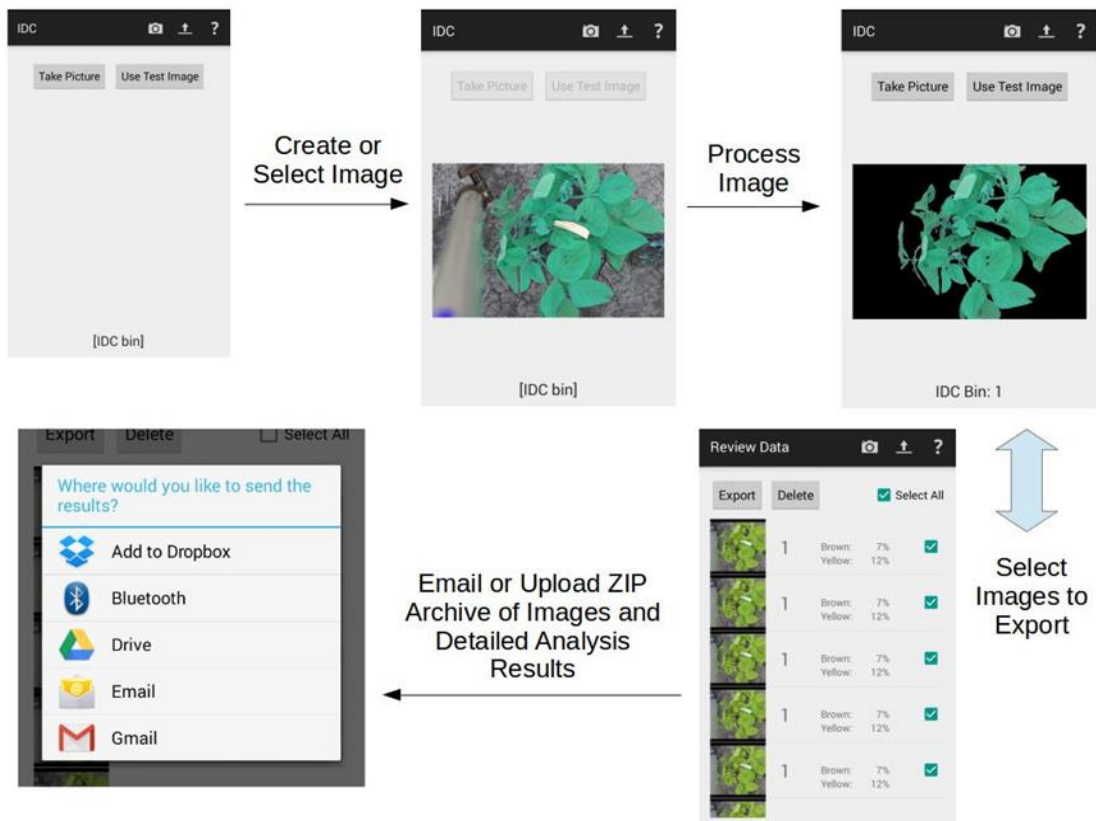 IDC ?
Take Picture Use Test Image
[IDC bin]
Create or
Select Image
IDC ?
Take Picture Use Test Image
[IDC bin]
Process
Image
IDC ?
Take Picture Use Test Image
IDC Bin: 1
Select
Images to
Export
Review Data ?
Export Delete Select All
1 Brown: 7%
Yellow: 12%
1 Brown: 7%
Yellow: 12%
1 Brown: 7%
Yellow: 12%
1 Brown: 7%
Yellow: 12%
1 Brown: 7%
Yellow: 12%
Email or Upload ZIP
Archive of Images and
Detailed Analysis
Results
Export Delete Select All
Where would you like to send the
results?
Add to Dropbox
Bluetooth
Drive
Email
Gmail